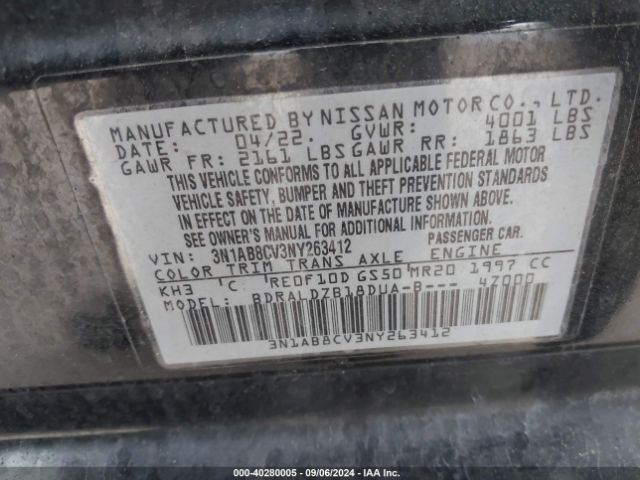 MANUFACTURED BY NISSAN MOTOR CO., LTD.
DATE: 04/22. GVWR: 4001 LBS
GAWR FR: 2161 LBS GAWR RR: 1863 LBS
THIS VEHICLE CONFORMS TO ALL APPLICABLE FEDERAL MOTOR
VEHICLE SAFETY, BUMPER AND THEFT PREVENTION STANDARDS
IN EFFECT ON THE DATE OF MANUFACTURE SHOWN ABOVE.
SEE OWNER'S MANUAL FOR ADDITIONAL INFORMATION.
VIN: 3N1AB8CV3NY263412 PASSENGER CAR.
COLOR TRIM TRANS AXLE ENGINE
KH3 'C 'RE0F10D GS50 MR20 1997 CC
MODEL: BDRALDZB18DUA-B--- 4Z000
3N1AB8CV3NY263412
000-40280005 - 09/06/2024 - IAA Inc.